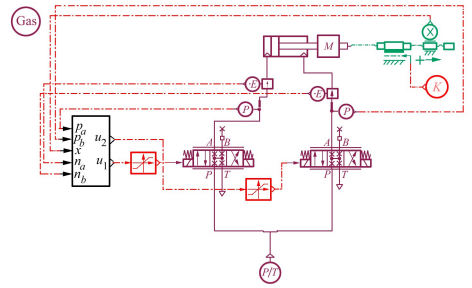 Gas
M
X
·E
·E
+
K
P
P
p_a
p_b
x
n_a
n_b
u_2
u_1
A B
A B
P T
P T
P/T